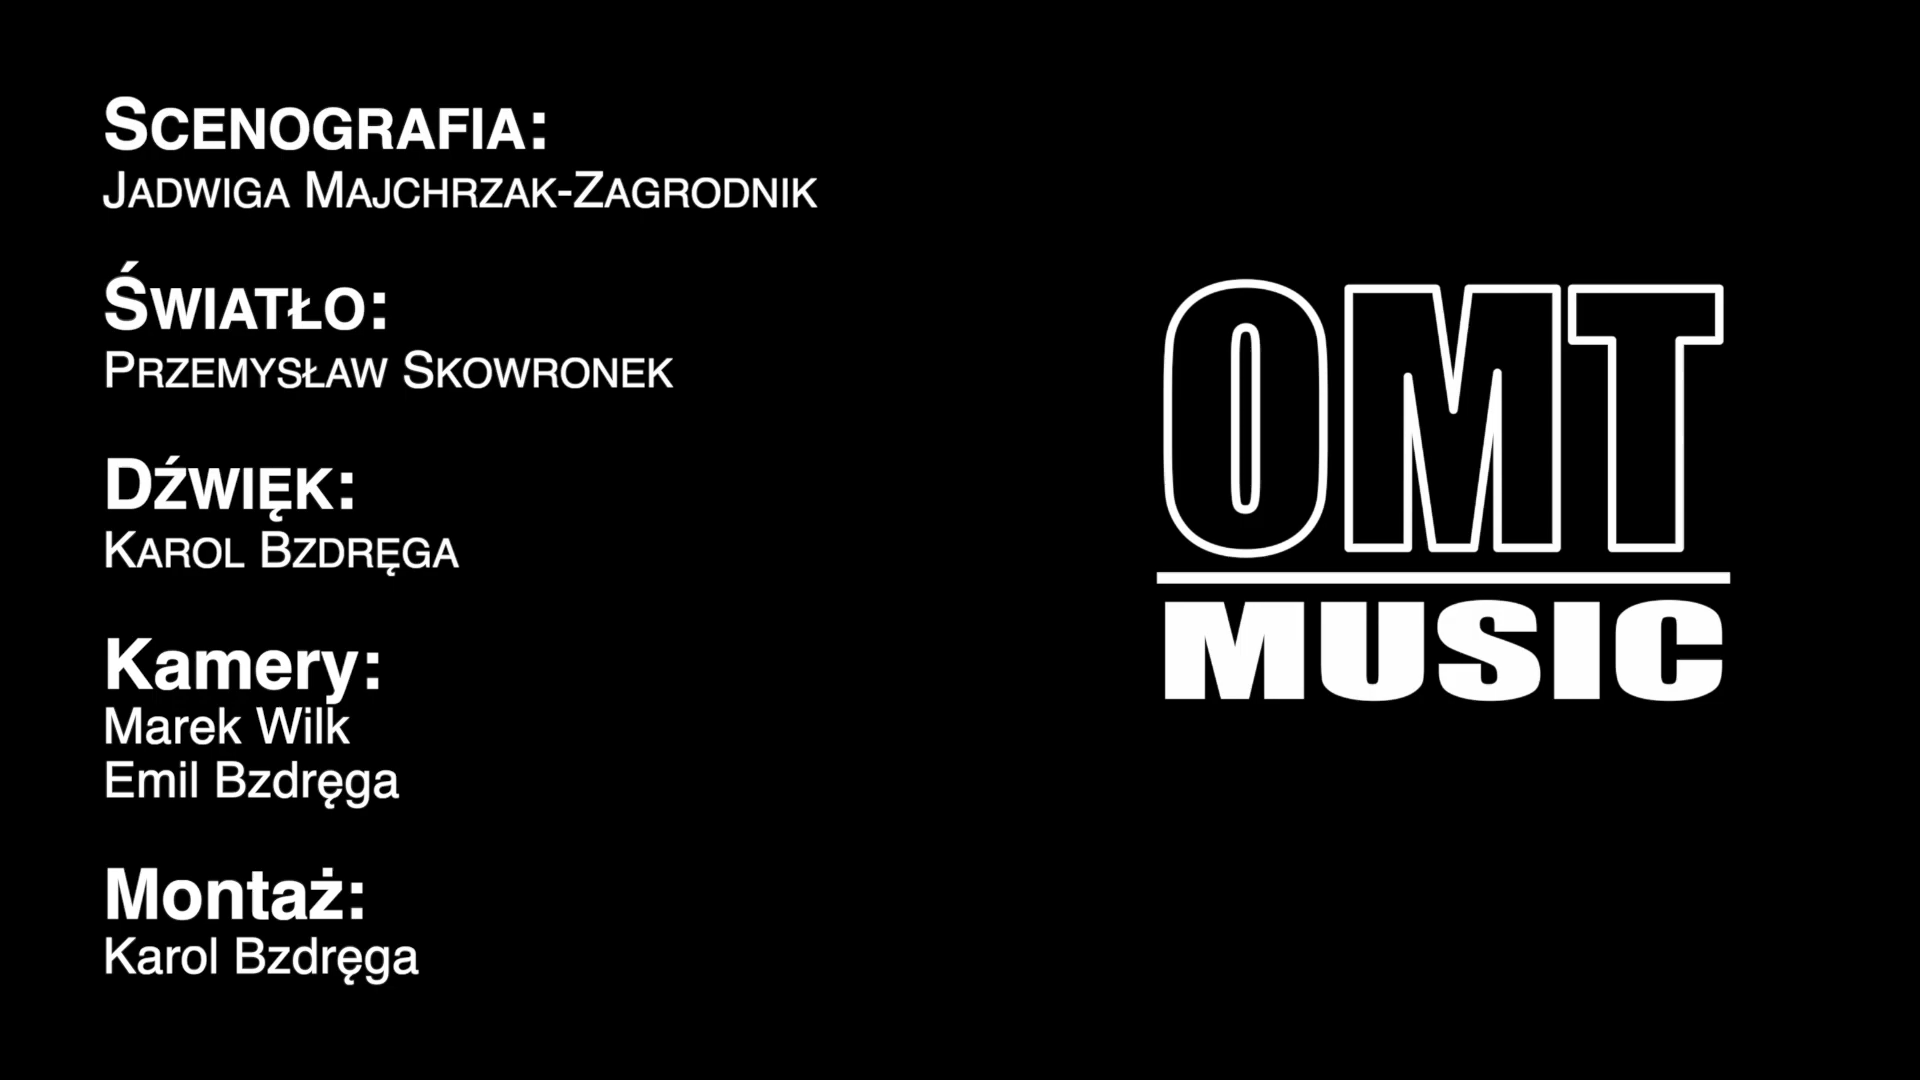 Scenografia:
Jadwiga Majchrzak-Zagrodnik
Światło:
Przemysław Skowronek
Dźwięk:
Karol Bzdręga
Kamery:
Marek Wilk
Emil Bzdręga
Montaż:
Karol Bzdręga
OMT
MUSIC